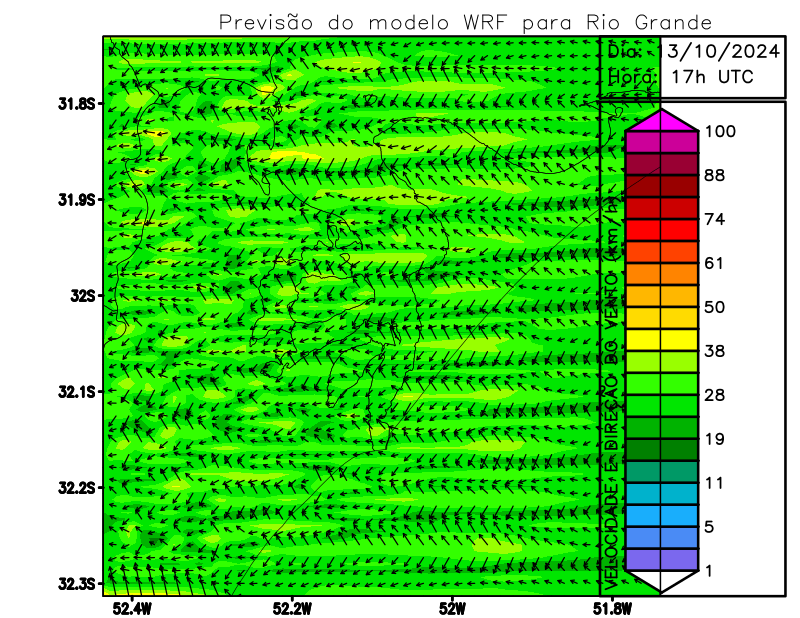 Previsão do modelo WRF para Rio Grande
Dia: 13/10/2024
Hora: 17h UTC
31.8S
31.9S
32S
32.1S
32.2S
32.3S
52.4W
52.2W
52W
51.8W
VELOCIDADE E DIREÇÃO DO VENTO (km/h)
100
88
74
61
50
38
28
19
11
5
1